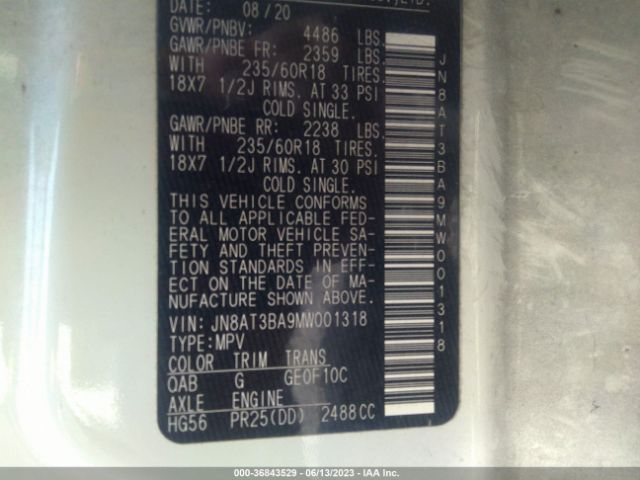 DATE: 08/20
GVWR/PNBV: 4486 LBS.
GAWR/PNBE FR: 2359 LBS.
WITH 235/60R18 TIRES.
18X7 1/2J RIMS. AT 33 PSI
COLD SINGLE.
GAWR/PNBE RR: 2238 LBS.
WITH 235/60R18 TIRES.
18X7 1/2J RIMS. AT 30 PSI
COLD SINGLE.
THIS VEHICLE CONFORMS
TO ALL APPLICABLE FED-
ERAL MOTOR VEHICLE SA-
FETY AND THEFT PREVEN-
TION STANDARDS IN EFF-
ECT ON THE DATE OF MA-
NUFACTURE SHOWN ABOVE.
VIN: JN8AT3BA9MW001318
TYPE:MPV
COLOR TRIM TRANS
QAB G GE0F10C
AXLE ENGINE
HG56 PR25(DD) 2488CC
JN8AT3BA9MW001318
000-36843529 - 06/13/2023 - IAA Inc.